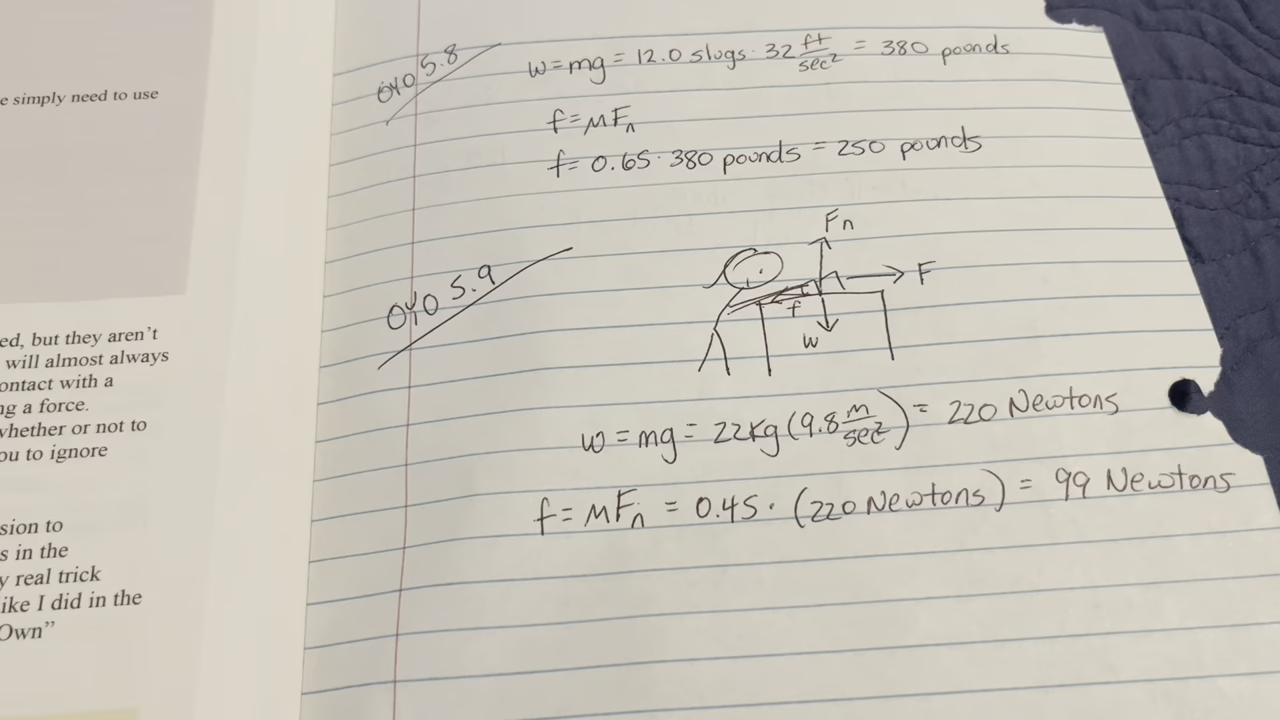 e simply need to use
ed, but they aren't
will almost always
ontact with a
ng a force.
whether or not to
ou to ignore
sion to
s in the
y real trick
like I did in the
Own”
OYO 5.8
w=mg = 12.0 slugs · 32 ft/sec² = 380 pounds
f=μFn
f= 0.65 · 380 pounds = 250 pounds
OYO 5.9
Fn
F
f
w
w=mg= 22kg (9.8 m/sec²) = 220 Newtons
f= μFn = 0.45 · (220 Newtons) = 99 Newtons